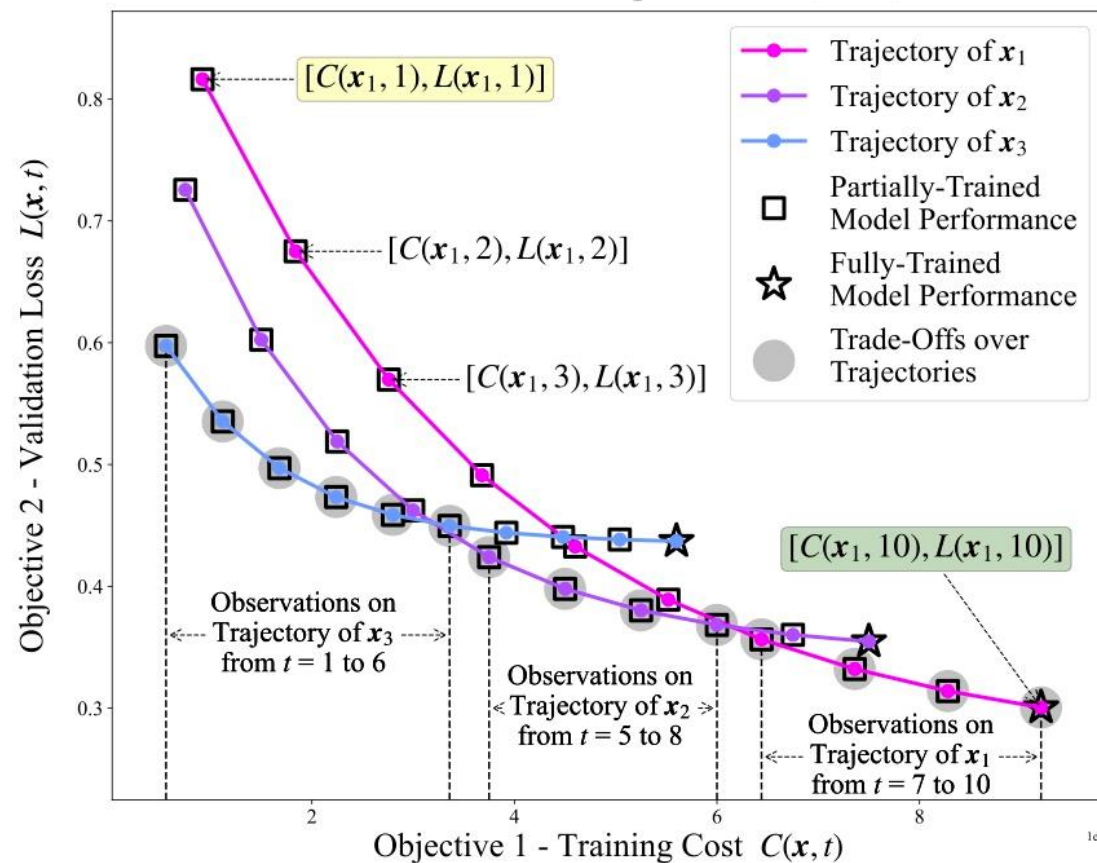 Trajectory of x₁
Trajectory of x₂
Trajectory of x₃
Partially-Trained
Model Performance
Fully-Trained
Model Performance
Trade-Offs over
Trajectories
[C(x₁, 1), L(x₁, 1)]
[C(x₁, 2), L(x₁, 2)]
[C(x₁, 3), L(x₁, 3)]
[C(x₁, 10), L(x₁, 10)]
Observations on
Trajectory of x₃
from t = 1 to 6
Observations on
Trajectory of x₂
from t = 5 to 8
Observations on
Trajectory of x₁
from t = 7 to 10
0.8
0.7
0.6
0.5
0.4
0.3
Objective 2 - Validation Loss L(x, t)
2
4
6
8
1e
Objective 1 - Training Cost C(x, t)